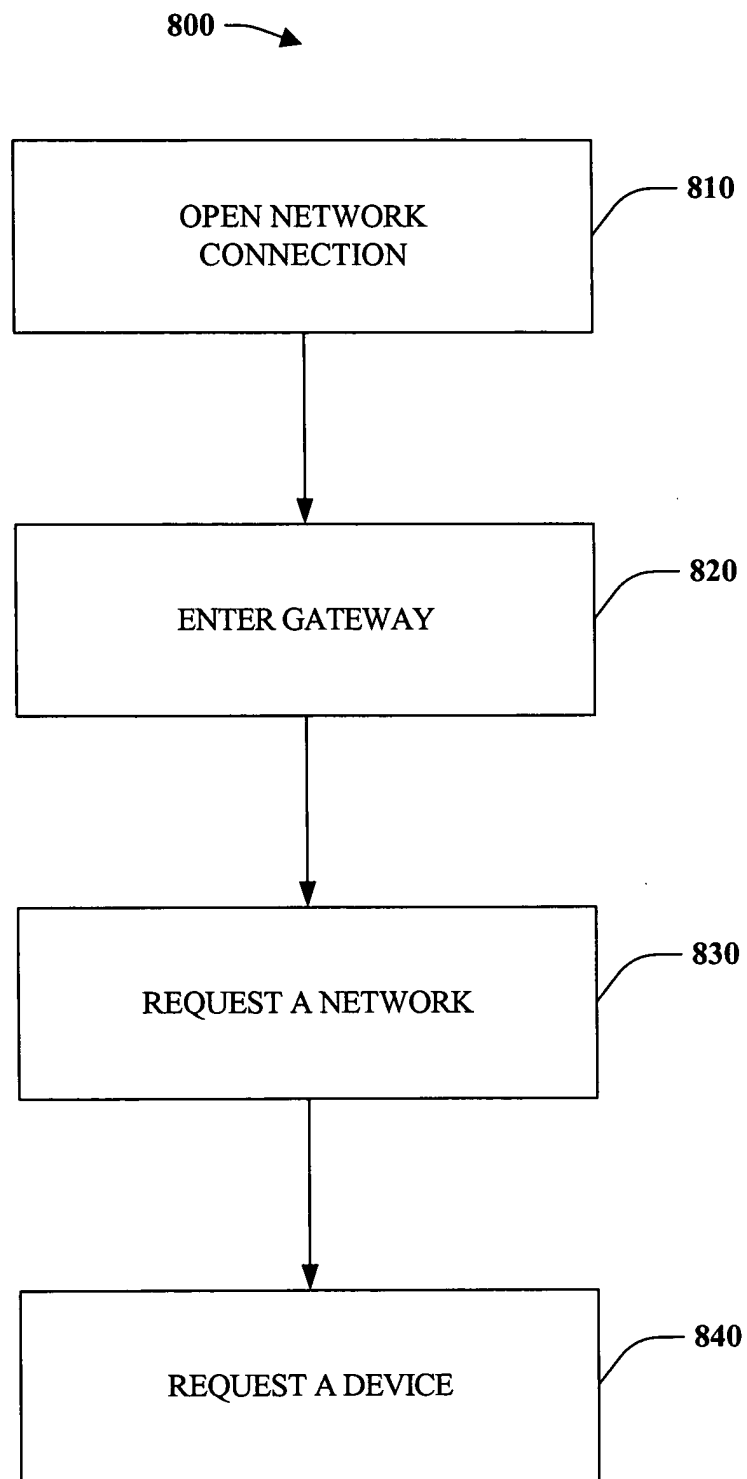 800
OPEN NETWORK
CONNECTION
810
ENTER GATEWAY
820
REQUEST A NETWORK
830
REQUEST A DEVICE
840